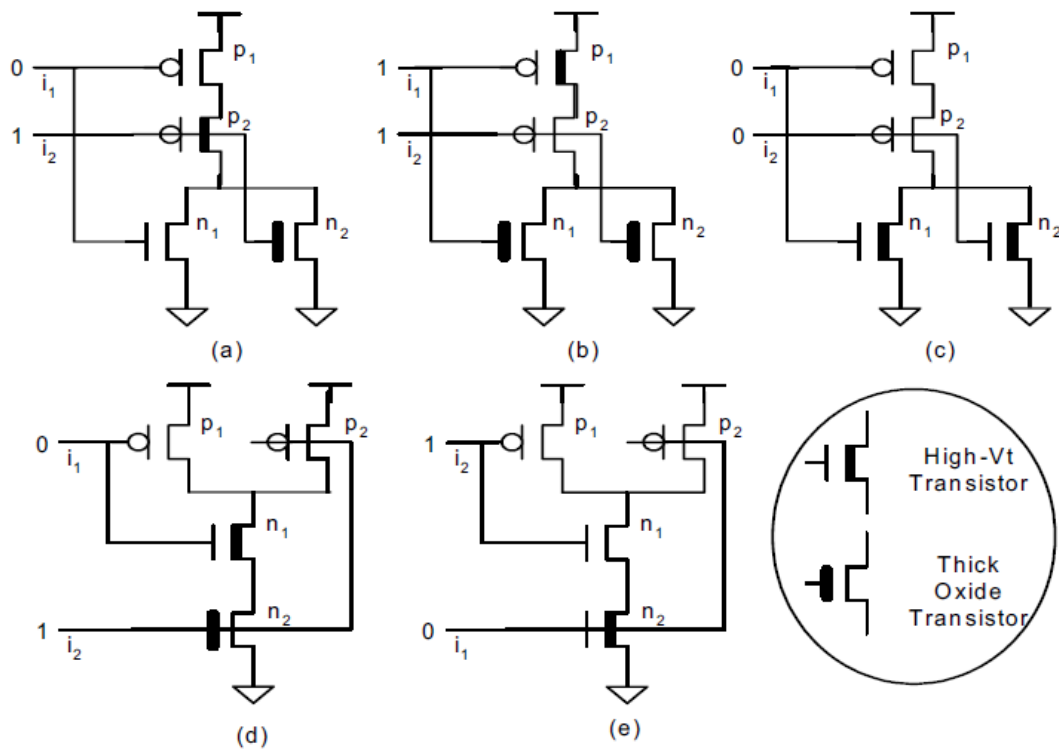 0
i1
1
i2
p1
p2
n1
n2
(a)
1
i1
1
i2
p1
p2
n1
n2
(b)
0
i1
0
i2
p1
p2
n1
n2
(c)
0
i1
1
i2
p1
p2
n1
n2
(d)
1
i2
0
i1
p1
p2
n1
n2
(e)
High-Vt
Transistor
Thick
Oxide
Transistor